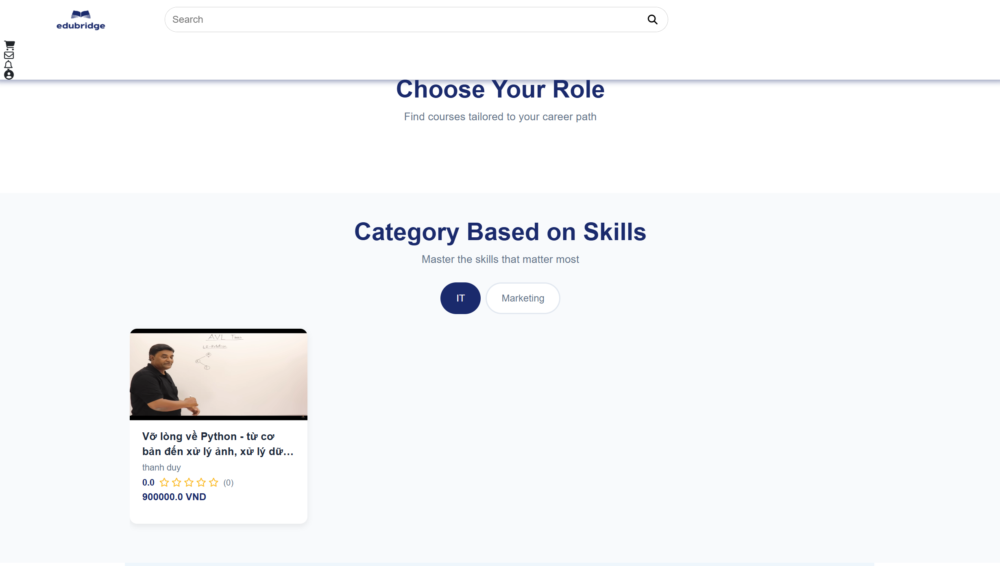 edubridge
Search
Choose Your Role
Find courses tailored to your career path
Category Based on Skills
Master the skills that matter most
IT
Marketing
AVL Trees
LR-Rotation
A
B
C
Vỡ lòng về Python - từ cơ
bản đến xử lý ảnh, xử lý dữ...
thanh duy
0.0
(0)
900000.0 VND